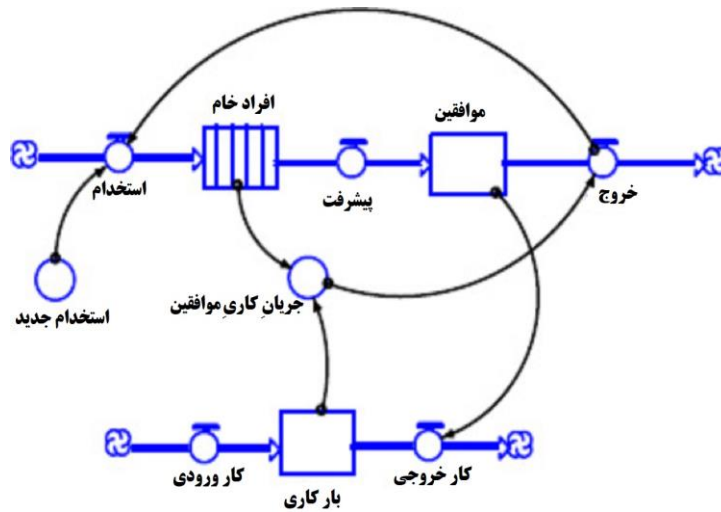 افراد خام
موافقین
استخدام
پیشرفت
خروج
استخدام جدید
جریانِ کاریِ موافقین
کار ورودی
بار کاری
کار خروجی